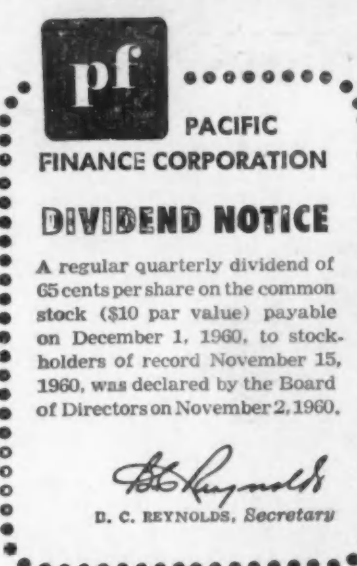 pf
PACIFIC
FINANCE CORPORATION
DIVIDEND NOTICE
A regular quarterly dividend of
65 cents per share on the common
stock ($10 par value) payable
on December 1, 1960, to stock-
holders of record November 15,
1960, was declared by the Board
of Directors on November 2, 1960.
B C Reynolds
B. C. REYNOLDS, Secretary